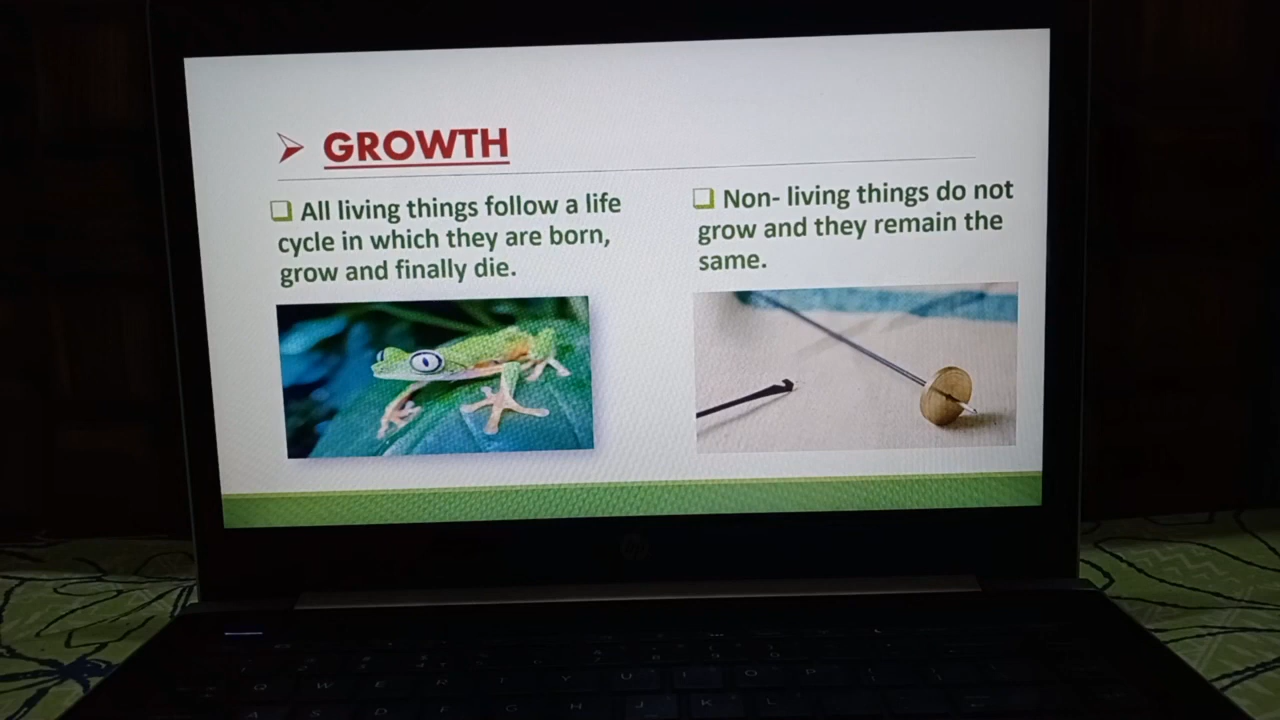 GROWTH
All living things follow a life
cycle in which they are born,
grow and finally die.
Non- living things do not
grow and they remain the
same.
hp
Q W E R T Y U I O P
A S D F G H J K L